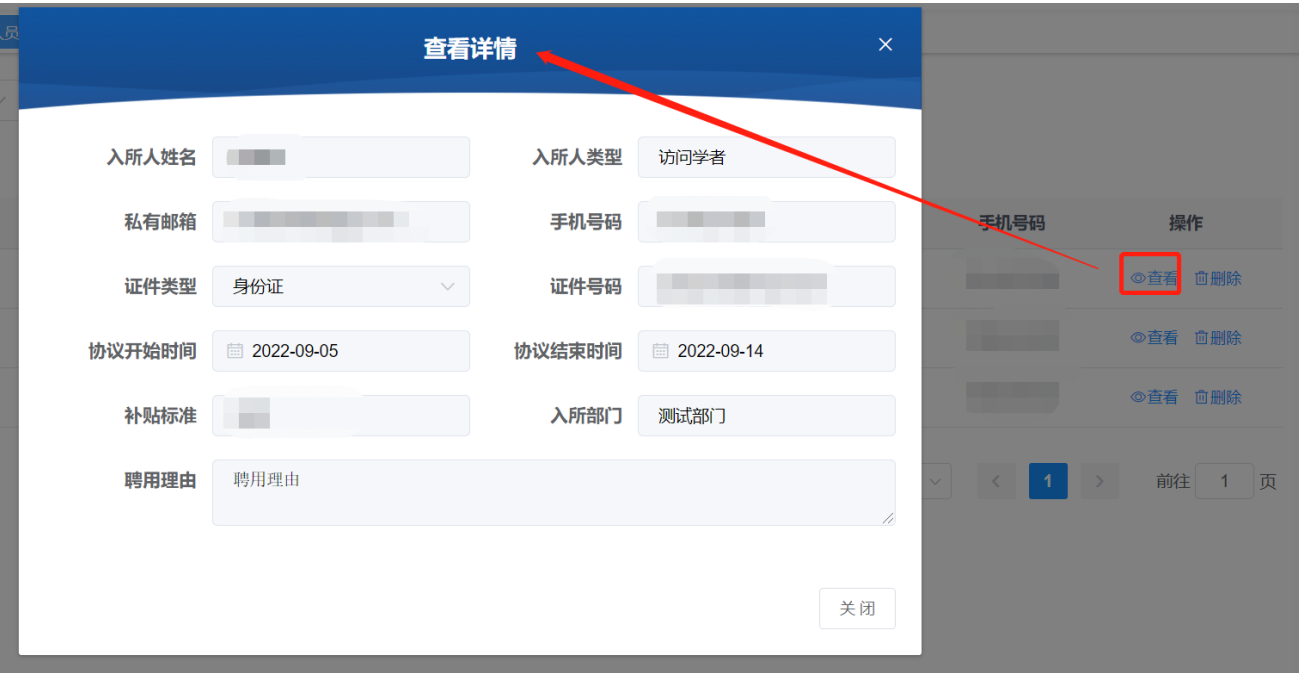 员
查看详情
入所人姓名
入所人类型 访问学者
私有邮箱
手机号码
证件类型 身份证
证件号码
协议开始时间 2022-09-05
协议结束时间 2022-09-14
补贴标准
入所部门 测试部门
聘用理由 聘用理由
关闭
手机号码 操作
查看 删除
查看 删除
查看 删除
1 前往 1 页